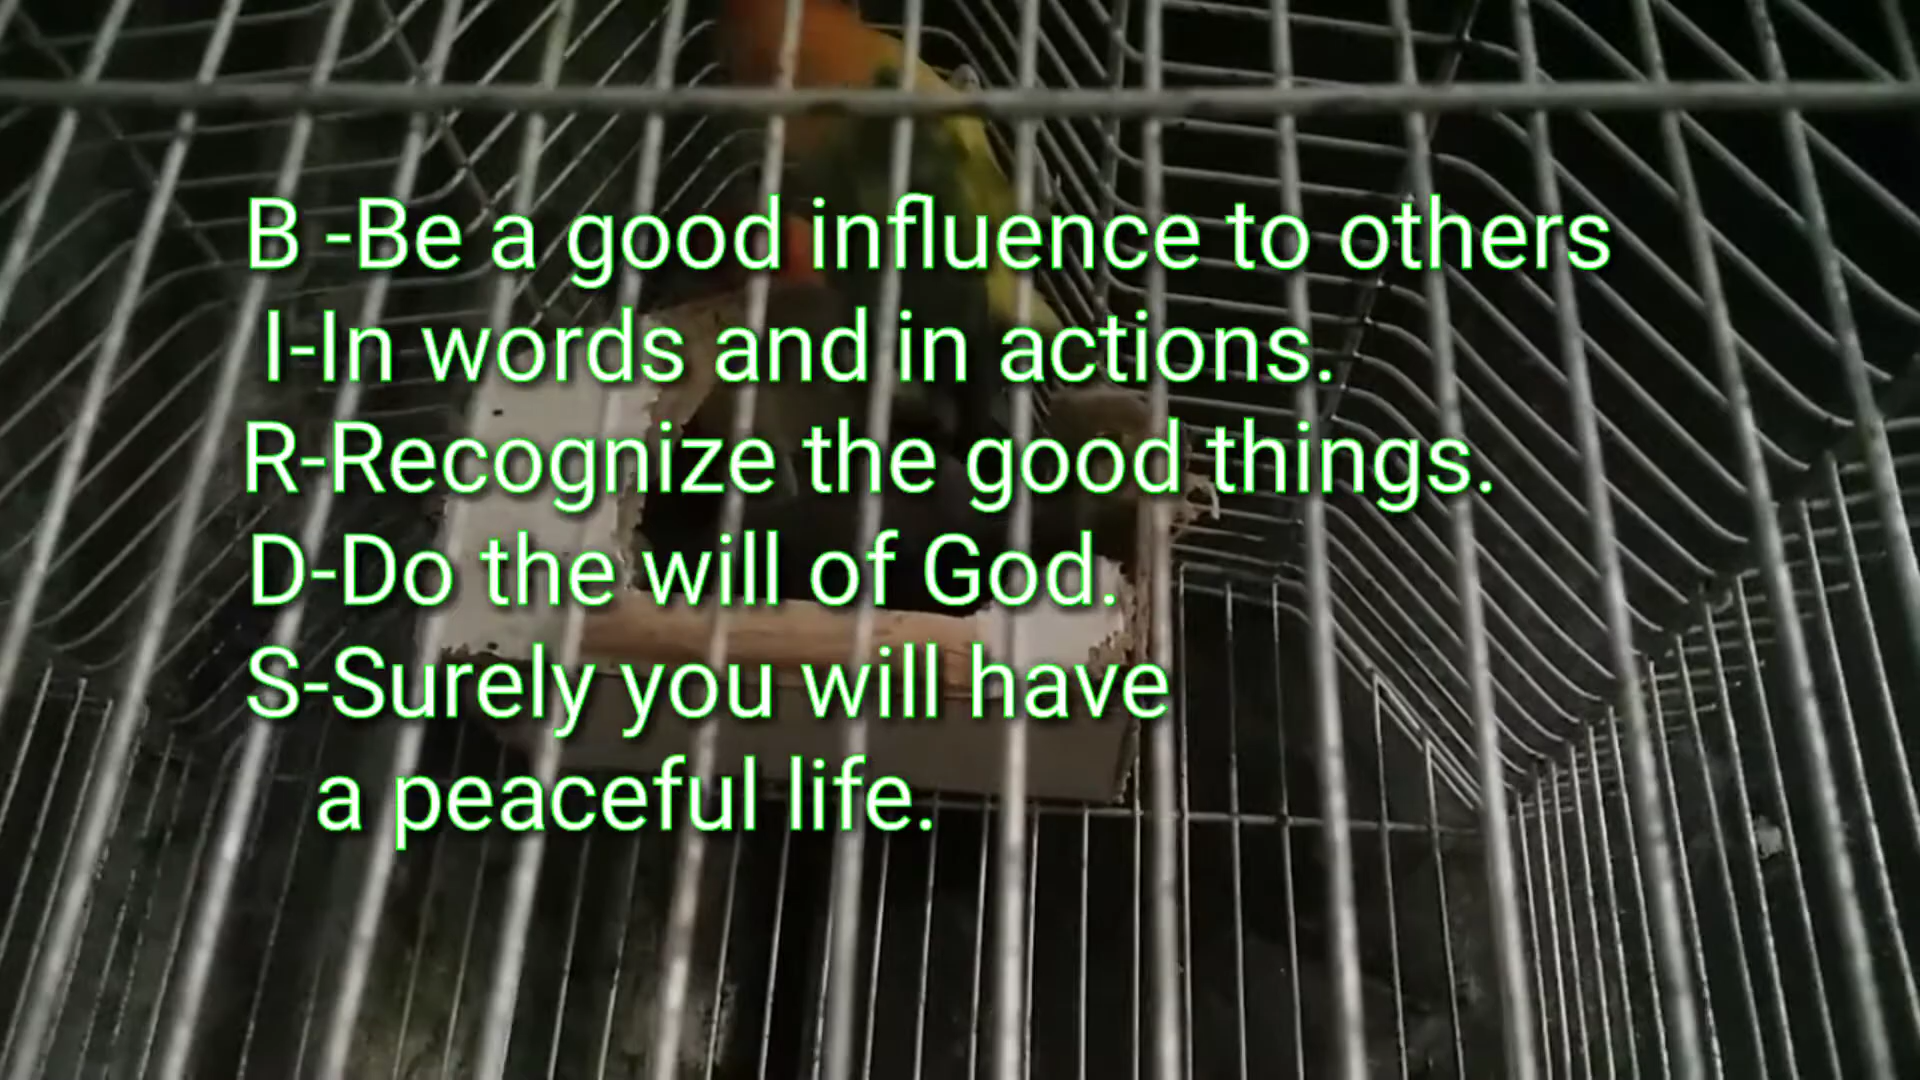 B -Be a good influence to others
I-In words and in actions.
R-Recognize the good things.
D-Do the will of God.
S-Surely you will have
a peaceful life.